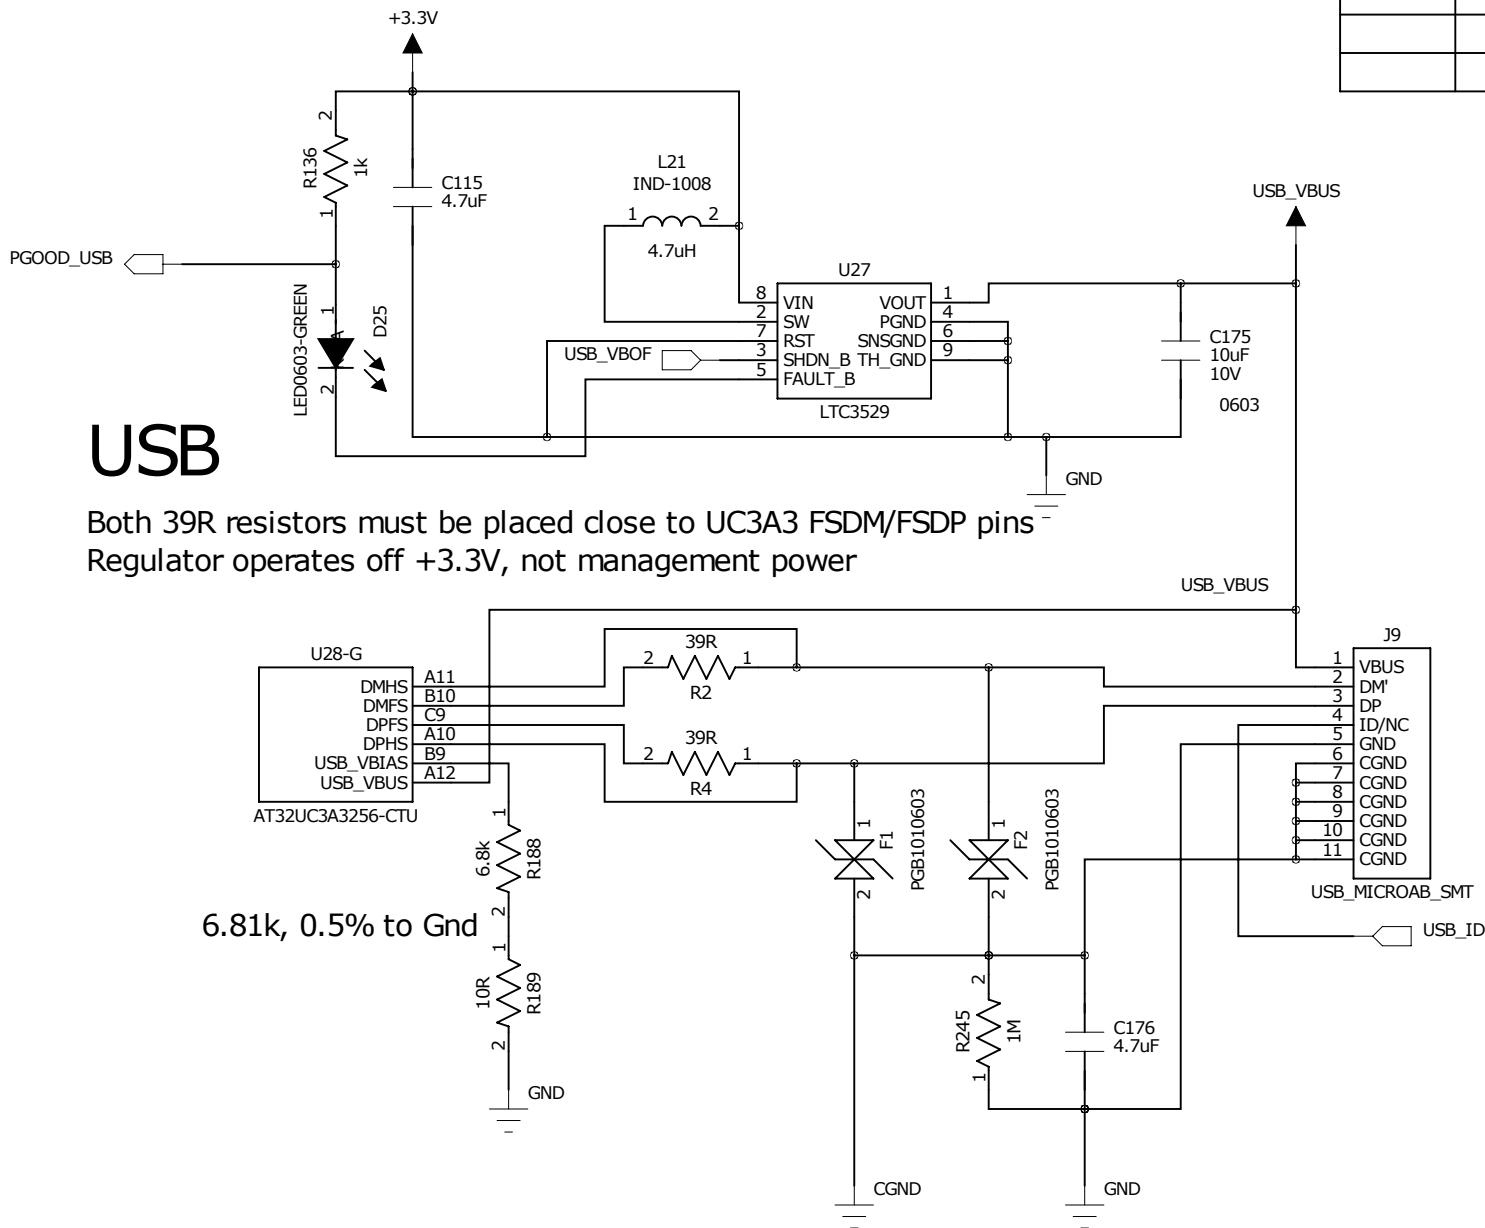 +3.3V
2
R136
1k
1
C115
4.7uF
L21
IND-1008
1
2
4.7uH
USB_VBUS
PGOOD_USB
LED0603-GREEN
1
A
D25
2
U27
8
VIN
VOUT
1
2
SW
PGND
4
7
RST
SNSGND
6
USB_VBOF
3
SHDN_B
TH_GND
9
5
FAULT_B
LTC3529
C175
10uF
10V
0603
GND
USB
Both 39R resistors must be placed close to UC3A3 FSDM/FSDP pins
Regulator operates off +3.3V, not management power
USB_VBUS
U28-G
DMHS
A11
DMFS
B10
DPFS
C9
DPHS
A10
USB_VBIAS
B9
USB_VBUS
A12
AT32UC3A3256-CTU
39R
2
1
R2
39R
2
1
R4
J9
1
VBUS
2
DM'
3
DP
4
ID/NC
5
GND
6
CGND
7
CGND
8
CGND
9
CGND
10
CGND
11
CGND
USB_MICROAB_SMT
USB_ID
1
6.8k
R188
2
6.81k, 0.5% to Gnd
1
10R
R189
2
GND
1
F1
PGB1010603
2
1
F2
PGB1010603
2
2
R245
1M
1
C176
4.7uF
CGND
GND